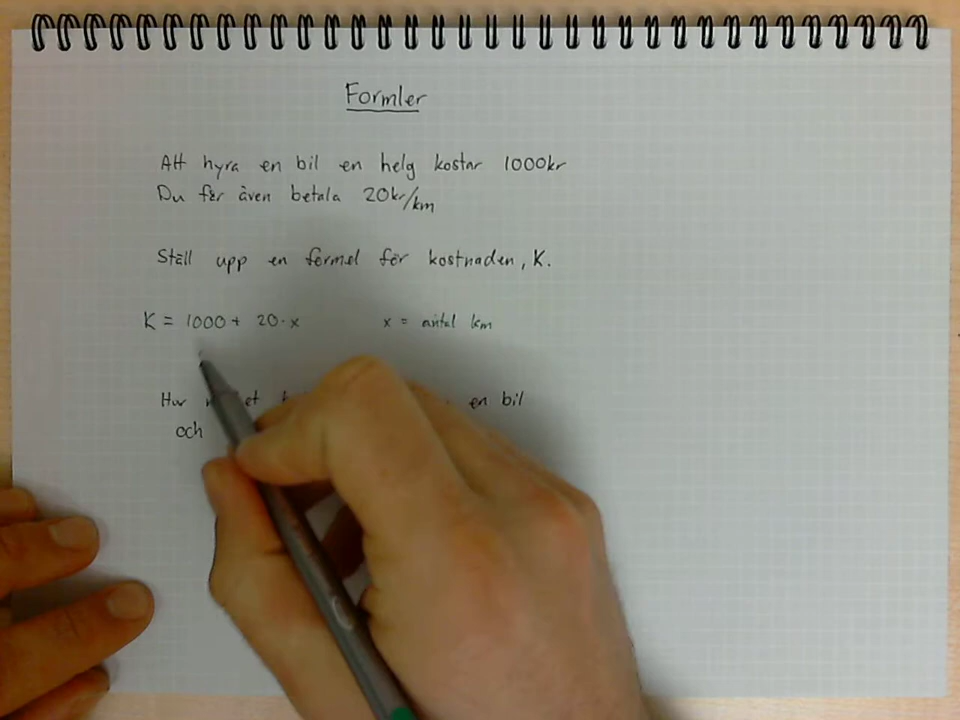 Formler
Att hyra en bil en helg kostar 1000kr
Du får även betala 20kr/km
Ställ upp en formel för kostnaden, K.
K = 1000 + 20·x x = antal km
Hur en bil
och